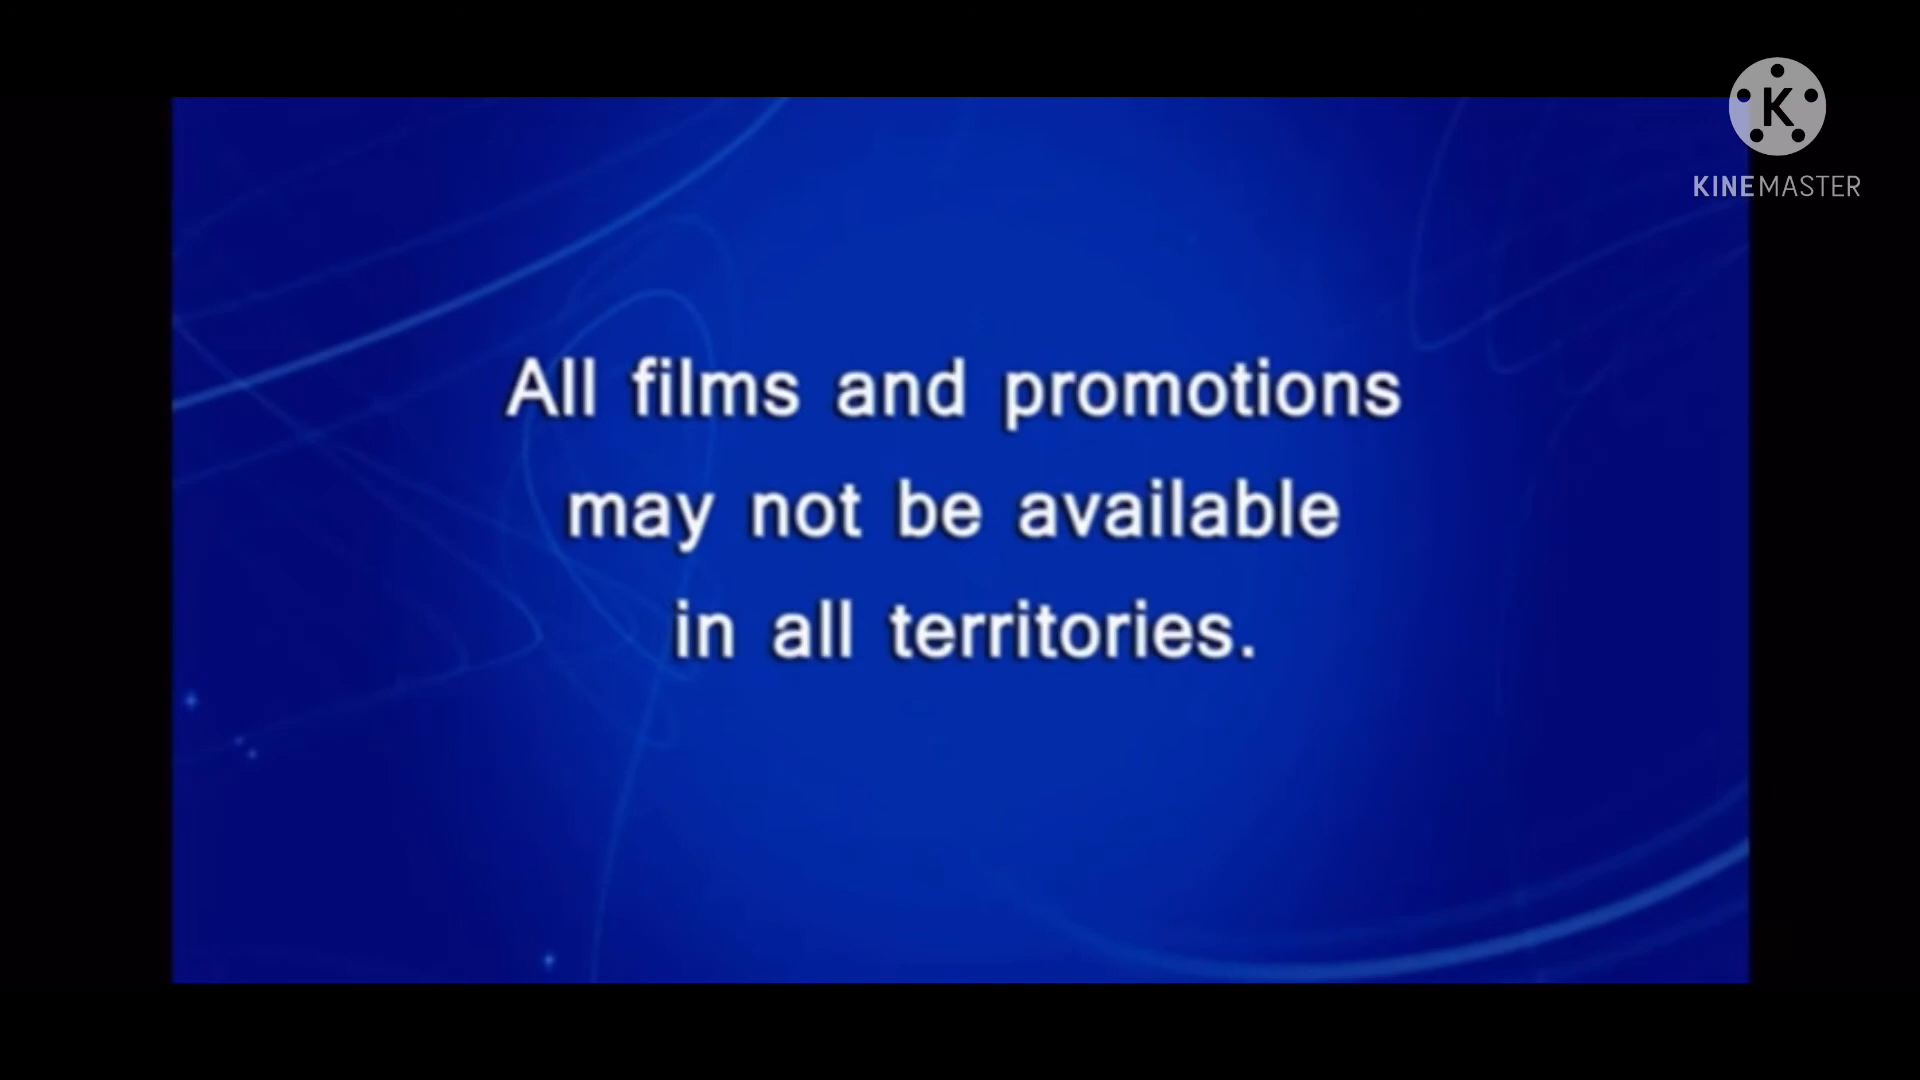 K
KINEMASTER
All films and promotions
may not be available
in all territories.